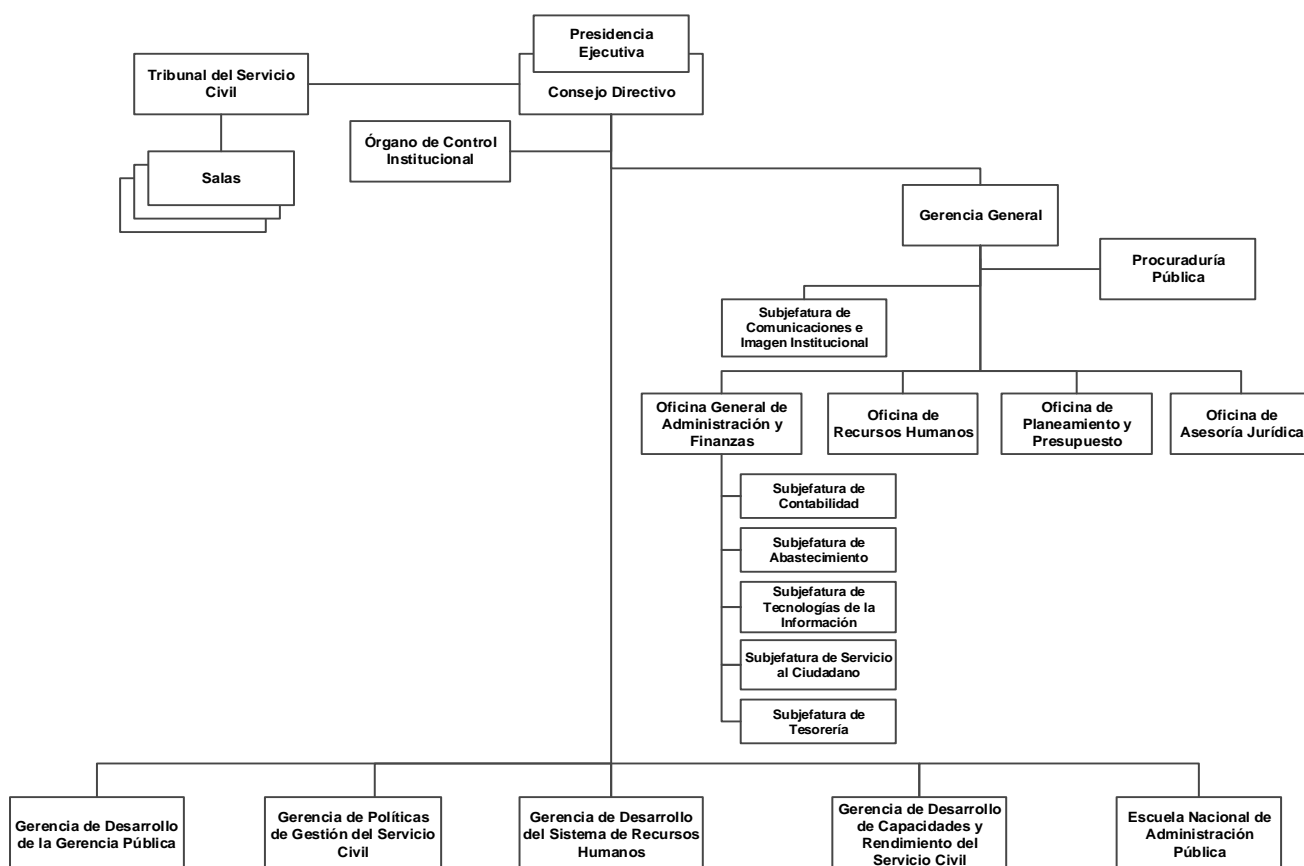 Presidencia
Ejecutiva
Consejo Directivo
Tribunal del Servicio
Civil
Órgano de Control
Institucional
Salas
Gerencia General
Procuraduría
Pública
Subjefatura de
Comunicaciones e
Imagen Institucional
Oficina General de
Administración y
Finanzas
Oficina de
Recursos Humanos
Oficina de
Planeamiento y
Presupuesto
Oficina de
Asesoría Jurídica
Subjefatura de
Contabilidad
Subjefatura de
Abastecimiento
Subjefatura de
Tecnologías de la
Información
Subjefatura de Servicio
al Ciudadano
Subjefatura de
Tesorería
Gerencia de Desarrollo
de la Gerencia Pública
Gerencia de Políticas
de Gestión del Servicio
Civil
Gerencia de Desarrollo
del Sistema de Recursos
Humanos
Gerencia de Desarrollo
de Capacidades y
Rendimiento del
Servicio Civil
Escuela Nacional de
Administración
Pública